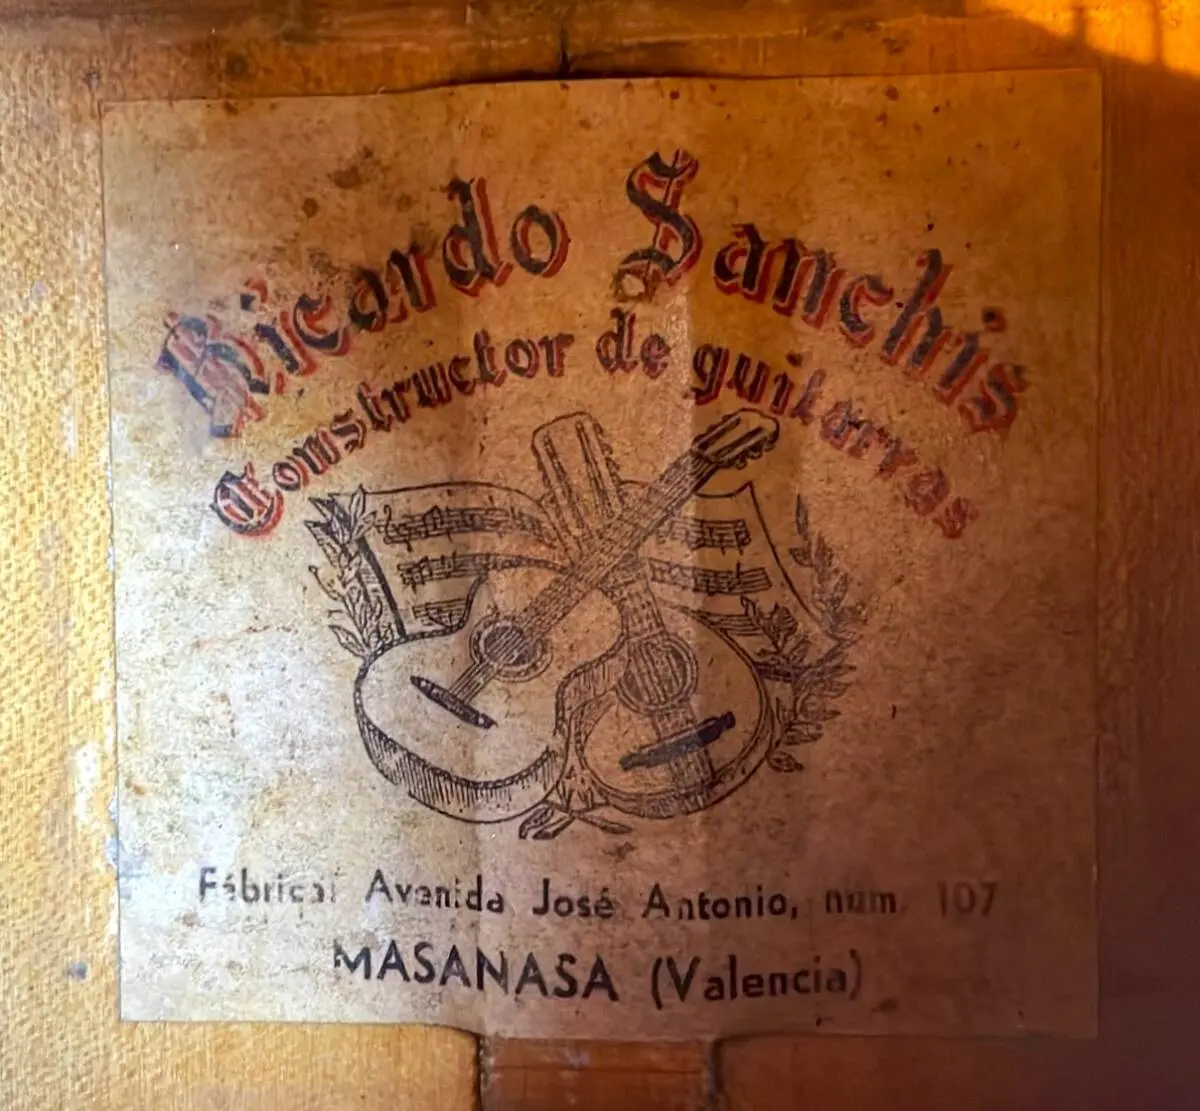 Ricardo Sanchis
Constructor de guitarras
Fábrica: Avenida José Antonio, num. 107
MASANASA (Valencia)